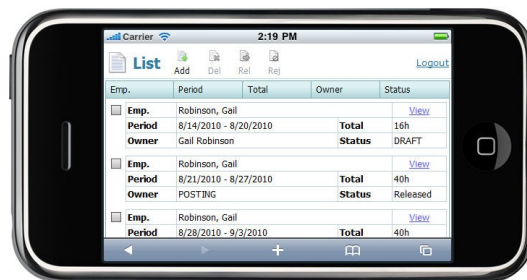 Carrier 2:19 PM
List Add Del Rel Rej Logout
Emp. Period Total Owner Status
Emp. Robinson, Gail View
Period 8/14/2010 - 8/20/2010 Total 16h
Owner Gail Robinson Status DRAFT
Emp. Robinson, Gail View
Period 8/21/2010 - 8/27/2010 Total 40h
Owner POSTING Status Released
Emp. Robinson, Gail View
Period 8/28/2010 - 9/3/2010 Total 40h